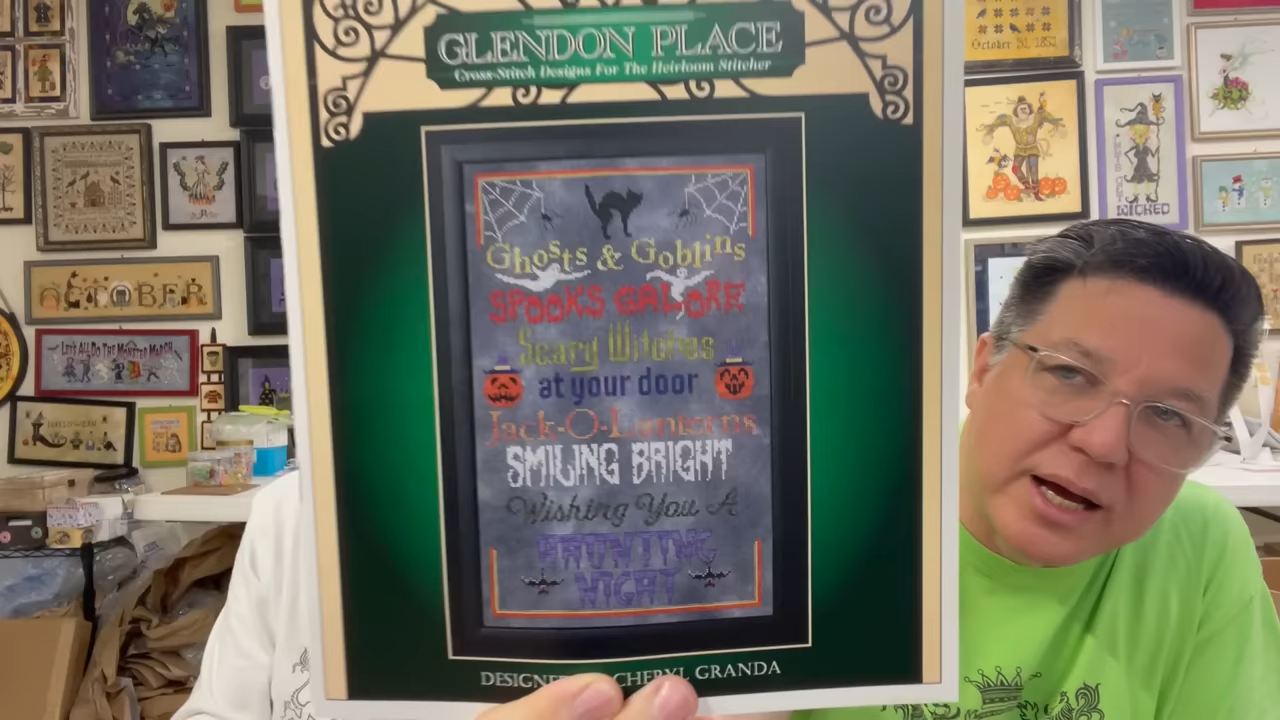 GLENDON PLACE
Cross-Stitch Designs For The Heirloom Stitcher
Ghosts & Goblins
SPOOKS GALORE
Scary Witches
at your door
Jack-O-Lanterns
SMILING BRIGHT
Wishing You A
HAUNTING
NIGHT
CHERYL GRANDA
October 31, 1852
WICKED
OCTOBER
LET'S ALL DO THE MONSTER MARCH
HALLOWEEN